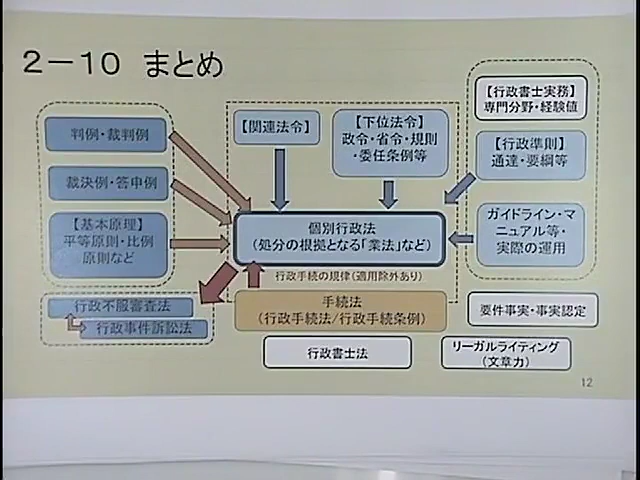 2－10 まとめ
判例・裁判例
裁決例・答申例
【基本原理】
平等原則・比例
原則など
【関連法令】
【下位法令】
政令・省令・規則
・委任条例等
【行政書士実務】
専門分野・経験値
【行政準則】
通達・要綱等
ガイドライン・マ
ニュアル等・
実際の運用
個別行政法
（処分の根拠となる「業法」など）
行政手続の規律（適用除外あり）
手続法
（行政手続法/行政手続条例）
行政不服審査法
行政事件訴訟法
要件事実・事実認定
行政書士法
リーガルライティング
（文章力）
12